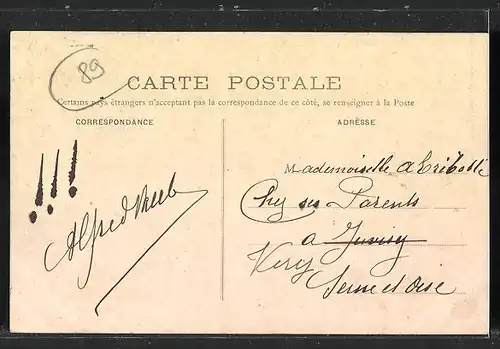 89
CARTE POSTALE
Certains pays étrangers n'acceptant pas la correspondance de ce côté, se renseigner à la Poste
CORRESPONDANCE
ADRESSE
!!!
Alfred
Mademoiselle
Chez ses Parents
a Juvisy
Seine et Oise